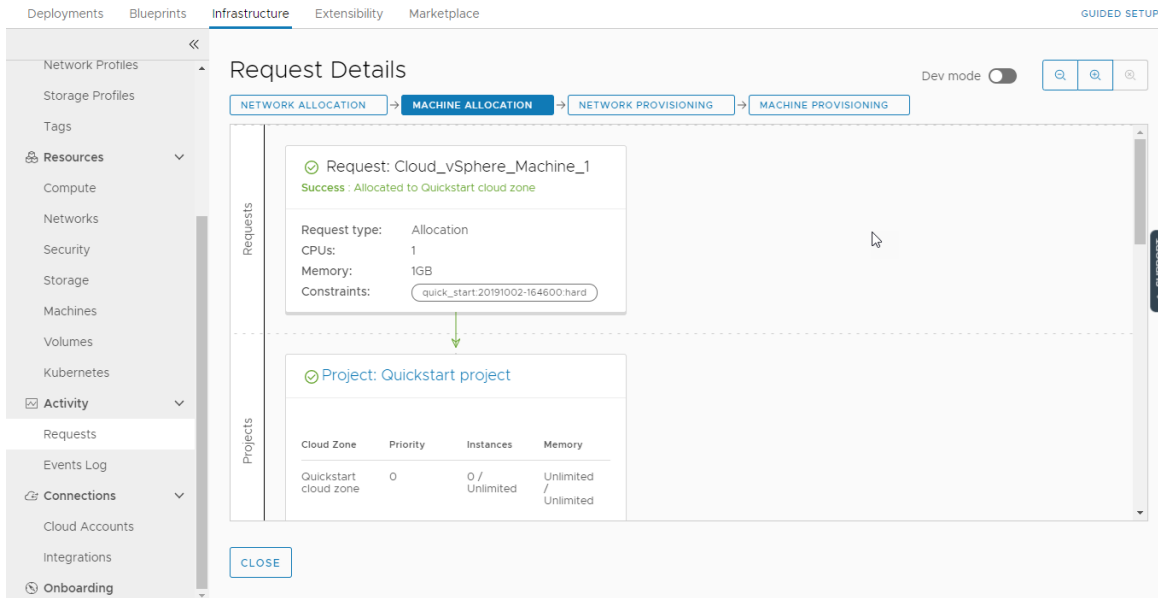 Deployments Blueprints Infrastructure Extensibility Marketplace GUIDED SETUP
Network Profiles
Storage Profiles
Tags
Resources
Compute
Networks
Security
Storage
Machines
Volumes
Kubernetes
Activity
Requests
Events Log
Connections
Cloud Accounts
Integrations
Onboarding
Request Details
Dev mode
NETWORK ALLOCATION MACHINE ALLOCATION NETWORK PROVISIONING MACHINE PROVISIONING
Requests
Request: Cloud_vSphere_Machine_1
Success : Allocated to Quickstart cloud zone
Request type: Allocation
CPUs: 1
Memory: 1GB
Constraints: quick_start:20191002-164600:hard
Projects
Project: Quickstart project
Cloud Zone Priority Instances Memory
Quickstart 0 0 / Unlimited
cloud zone Unlimited /
Unlimited
CLOSE
SUPPORT